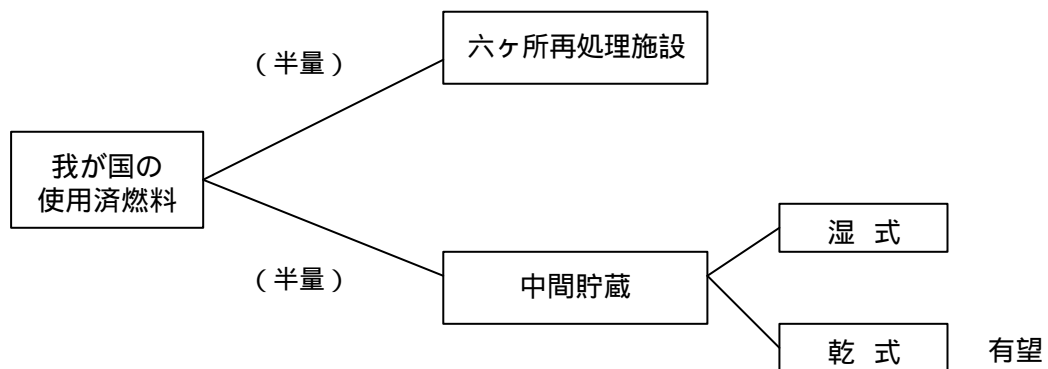 六ヶ所再処理施設
(半量)
我が国の
使用済燃料
湿 式
(半量)
中間貯蔵
乾 式
有望